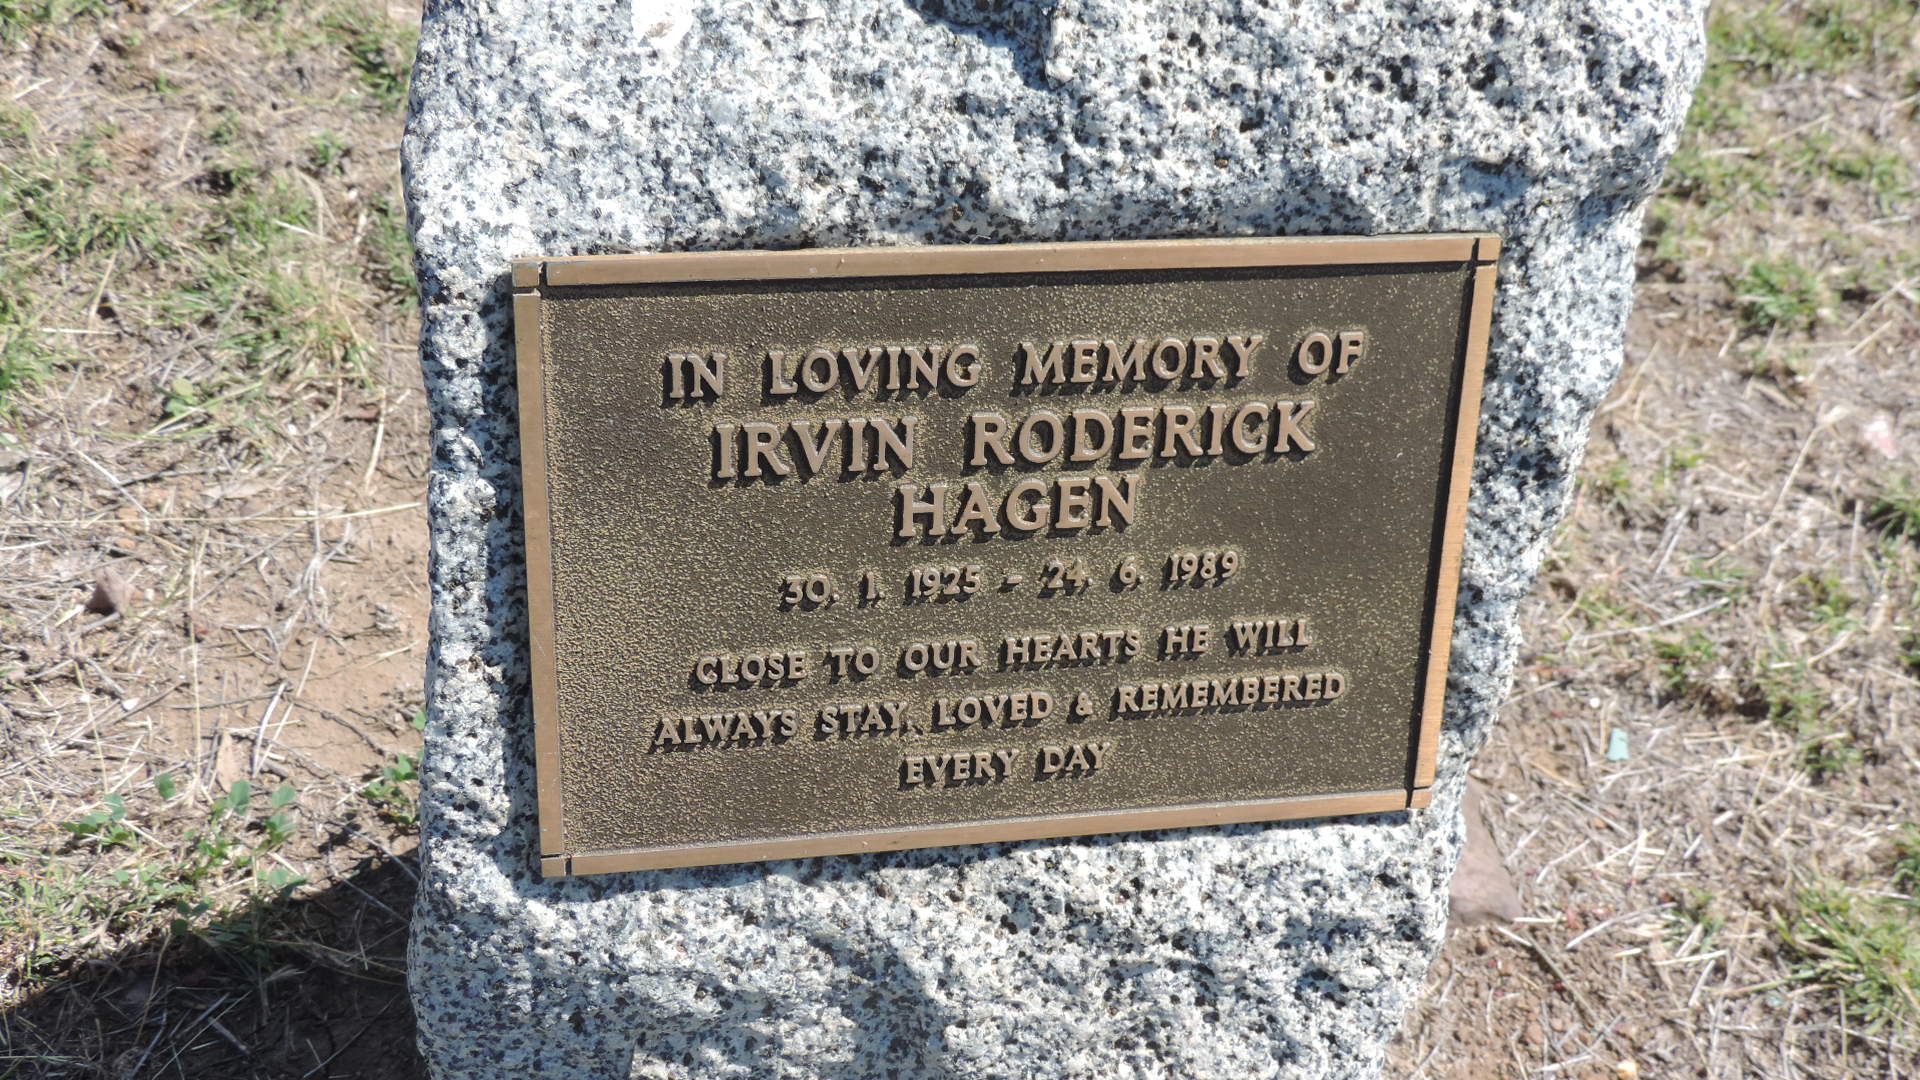 IN LOVING MEMORY OF
IRVIN RODERICK
HAGEN
30. 1. 1925 - 24. 6. 1989
CLOSE TO OUR HEARTS HE WILL
ALWAYS STAY, LOVED & REMEMBERED
EVERY DAY